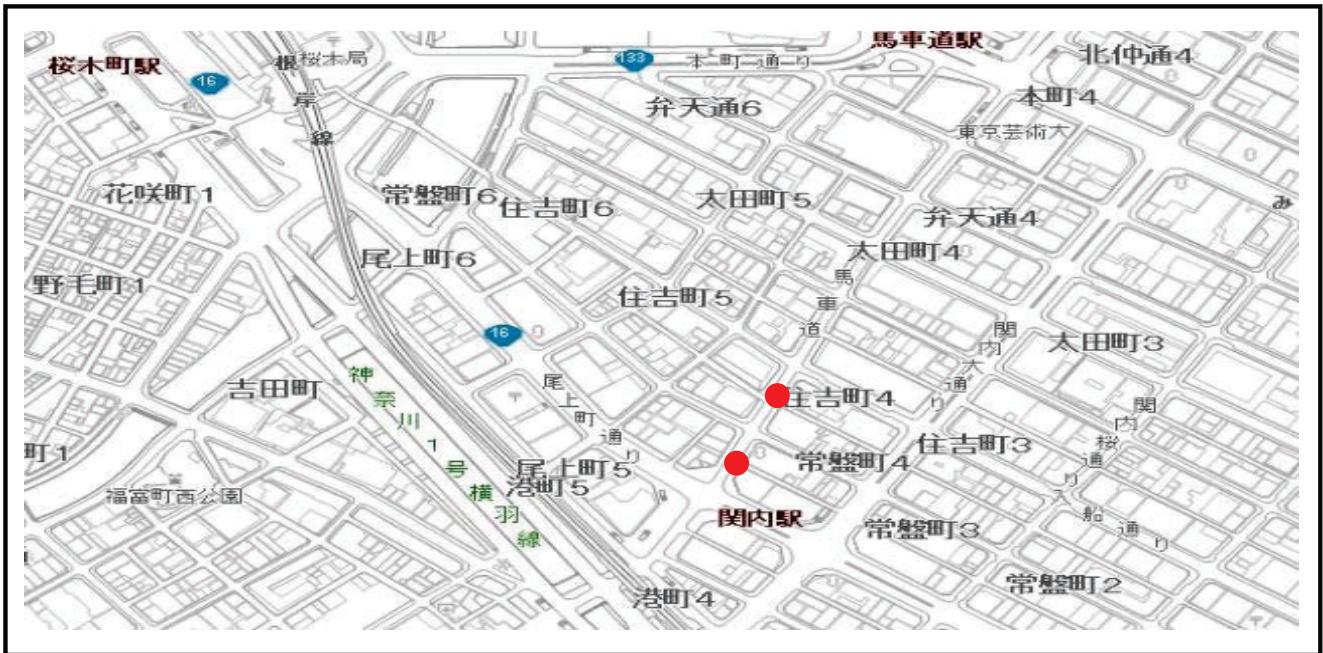 桜木町駅
16
根岸線
桜木局
133
本町通り
馬車道駅
北仲通4
本町4
東京芸術大
弁天通6
花咲町1
常盤町6
住吉町6
太田町5
弁天通4
み
太田町4
尾上町6
野毛町1
住吉町5
馬車道
16
関内大通り
太田町3
吉田町
神奈川1号横羽線
尾上町通り
住吉町4
関内桜通り
住吉町3
町1
福富町西公園
尾上町5
港町5
常盤町4
関内駅
常盤町3
船通り
常盤町2
港町4